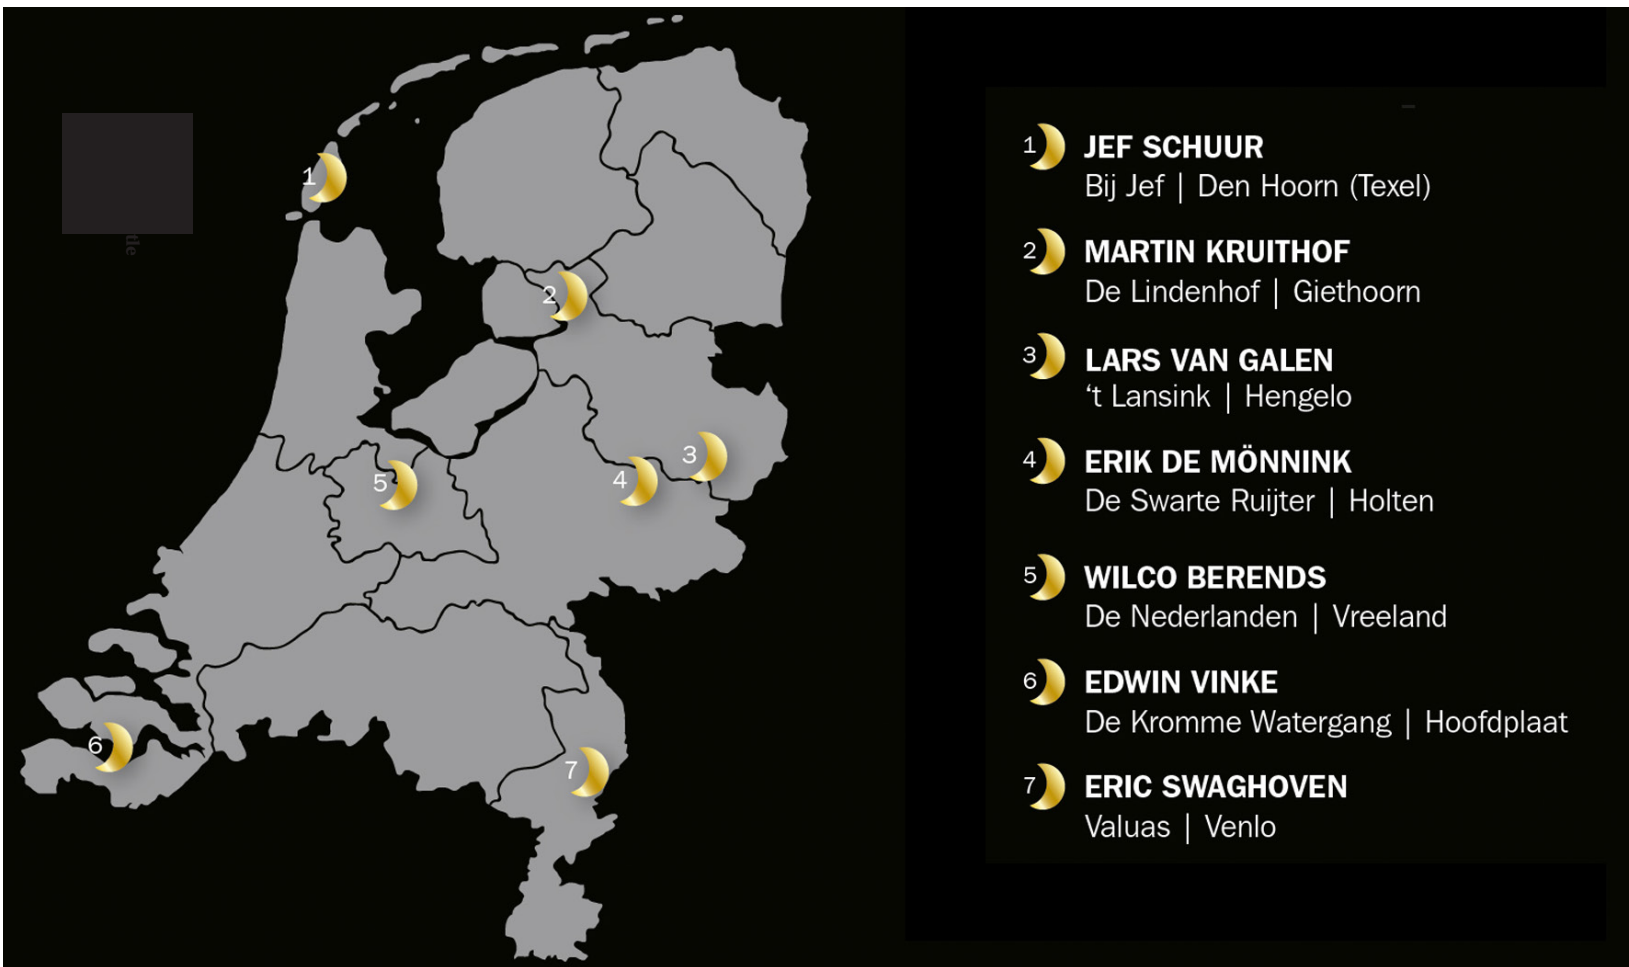 1
2
3
4
5
6
7
tle
1 JEF SCHUUR
Bij Jef | Den Hoorn (Texel)
2 MARTIN KRUITHOF
De Lindenhof | Giethoorn
3 LARS VAN GALEN
‘t Lansink | Hengelo
4 ERIK DE MÖNNINK
De Swarte Ruijter | Holten
5 WILCO BERENDS
De Nederlanden | Vreeland
6 EDWIN VINKE
De Kromme Watergang | Hoofdplaat
7 ERIC SWAGHOVEN
Valuas | Venlo